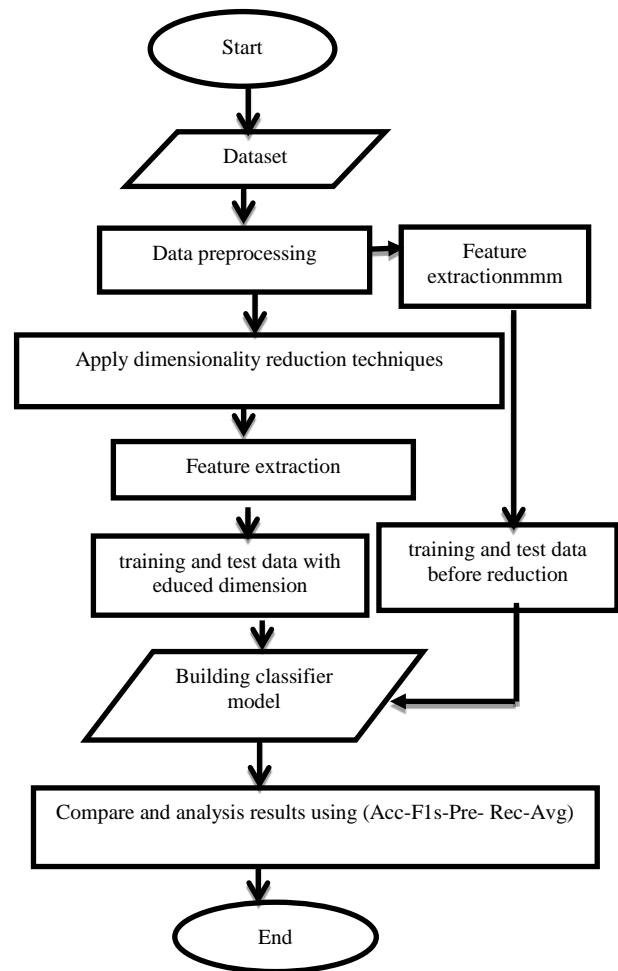 Start
Dataset
Data preprocessing
Feature
extractionmmm
Apply dimensionality reduction techniques
Feature extraction
training and test data with
educed dimension
training and test data
before reduction
Building classifier
model
Compare and analysis results using (Acc-F1s-Pre- Rec-Avg)
End